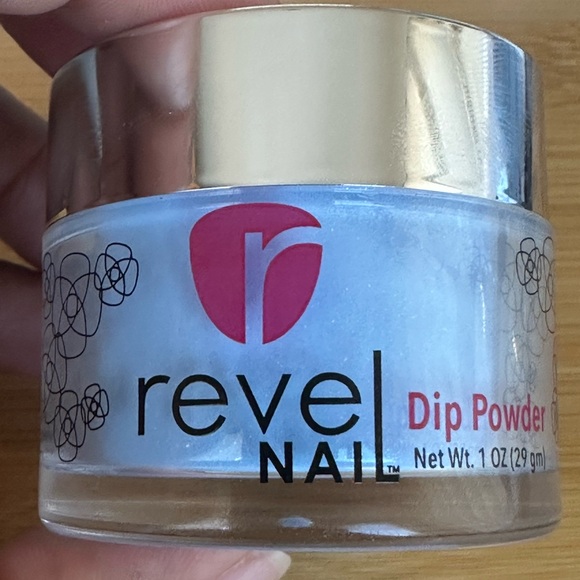 r
revel
NAIL™
Dip Powder
Net Wt. 1 OZ (29 gm)